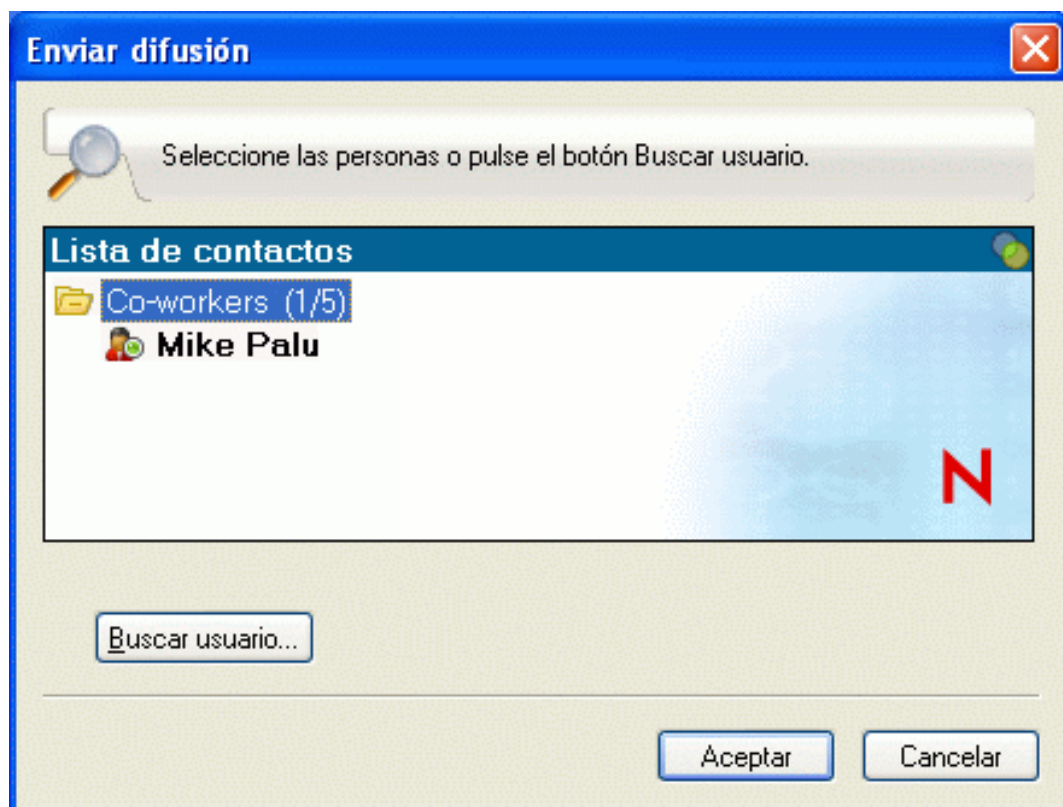 Enviar difusión
Seleccione las personas o pulse el botón Buscar usuario.
Lista de contactos
Co-workers (1/5)
Mike Palu
N
Buscar usuario...
Aceptar
Cancelar